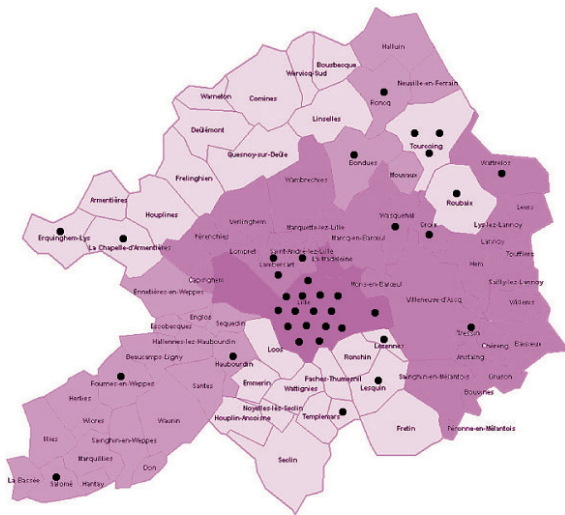 Halluin
Bousbecque
Wervicq-Sud
Neuville-en-Ferrain
Warneton
Comines
Roncq
Linselles
Deûlémont
Tourcoing
Quesnoy-sur-Deûle
Bondues
Wattrelos
Mouvaux
Frelinghien
Wambrechies
Roubaix
Armentières
Leers
Houplines
Verlinghem
Marquette-lez-Lille
Wasquehal
Lys-lez-Lannoy
Erquinghem-Lys
Pérenchies
Marcq-en-Barœul
Croix
La Chapelle-d'Armentières
Lannoy
Lompret
Saint-André-lez-Lille
Toufflers
Lambersart
La Madeleine
Hem
Capinghem
Mons-en-Barœul
Sailly-lez-Lannoy
Ennetières-en-Weppes
Lille
Villeneuve-d'Ascq
Willems
Englos
Escobecques
Sequedin
Tressin
Hallennes-lez-Haubourdin
Lezennes
Chéreng
Baisieux
Loos
Ronchin
Anstaing
Beaucamps-Ligny
Haubourdin
Fournes-en-Weppes
Emmerin
Faches-Thumesnil
Lesquin
Sainghin-en-Mélantois
Gruson
Santes
Wattignies
Bouvines
Herlies
Noyelles-lès-Seclin
Wicres
Wavrin
Houplin-Ancoisne
Templemars
Fretin
Péronne-en-Mélantois
Illies
Sainghin-en-Weppes
Marquillies
Seclin
Don
La Bassée
Salomé
Hantay